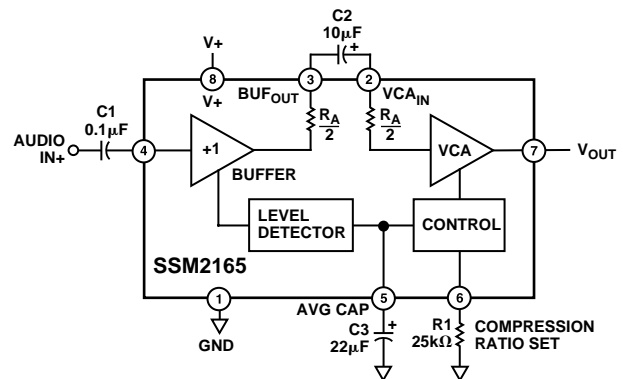 C2
10µF
+
V+
8
V+
3
BUFOUT
2
VCAIN
C1
0.1µF
AUDIO
IN+
4
+1
BUFFER
RA
2
RA
2
VCA
7
VOUT
LEVEL
DETECTOR
CONTROL
SSM2165
1
GND
5
AVG CAP
6
C3
22µF
+
R1
25kΩ
COMPRESSION
RATIO SET